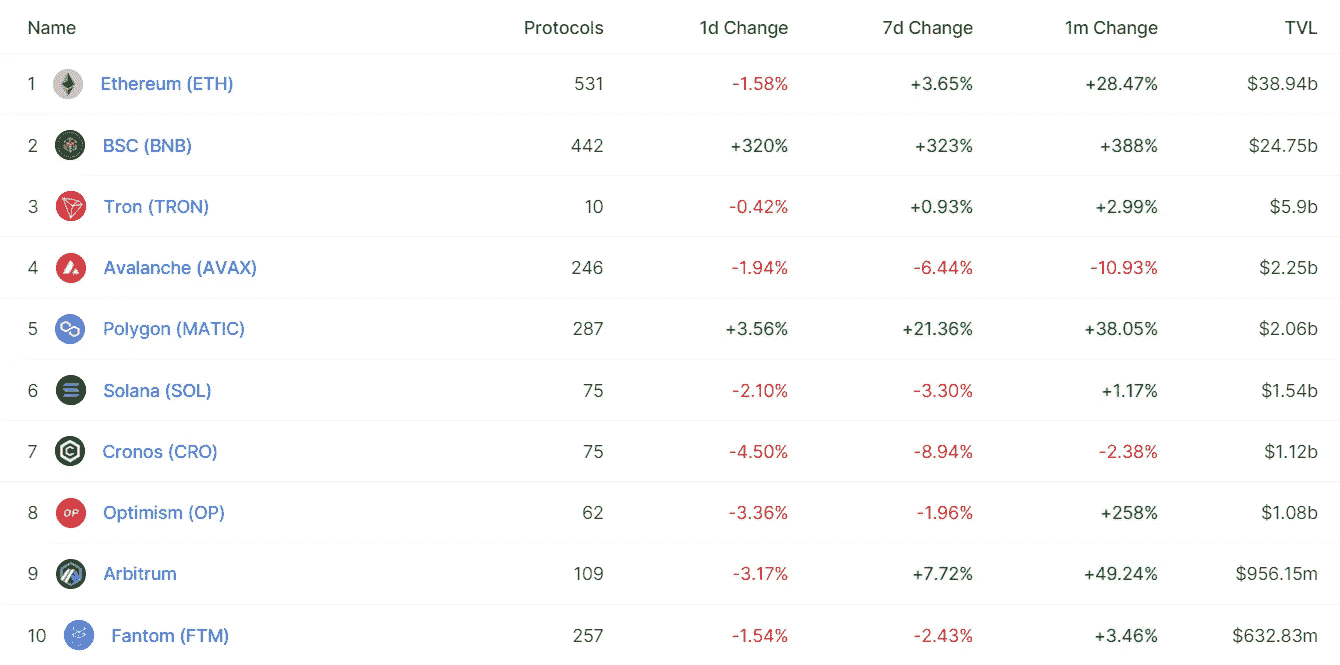 Name Protocols 1d Change 7d Change 1m Change TVL
1 Ethereum (ETH) 531 -1.58% +3.65% +28.47% $38.94b
2 BSC (BNB) 442 +320% +323% +388% $24.75b
3 Tron (TRON) 10 -0.42% +0.93% +2.99% $5.9b
4 Avalanche (AVAX) 246 -1.94% -6.44% -10.93% $2.25b
5 Polygon (MATIC) 287 +3.56% +21.36% +38.05% $2.06b
6 Solana (SOL) 75 -2.10% -3.30% +1.17% $1.54b
7 Cronos (CRO) 75 -4.50% -8.94% -2.38% $1.12b
8 OP Optimism (OP) 62 -3.36% -1.96% +258% $1.08b
9 Arbitrum 109 -3.17% +7.72% +49.24% $956.15m
10 Fantom (FTM) 257 -1.54% -2.43% +3.46% $632.83m